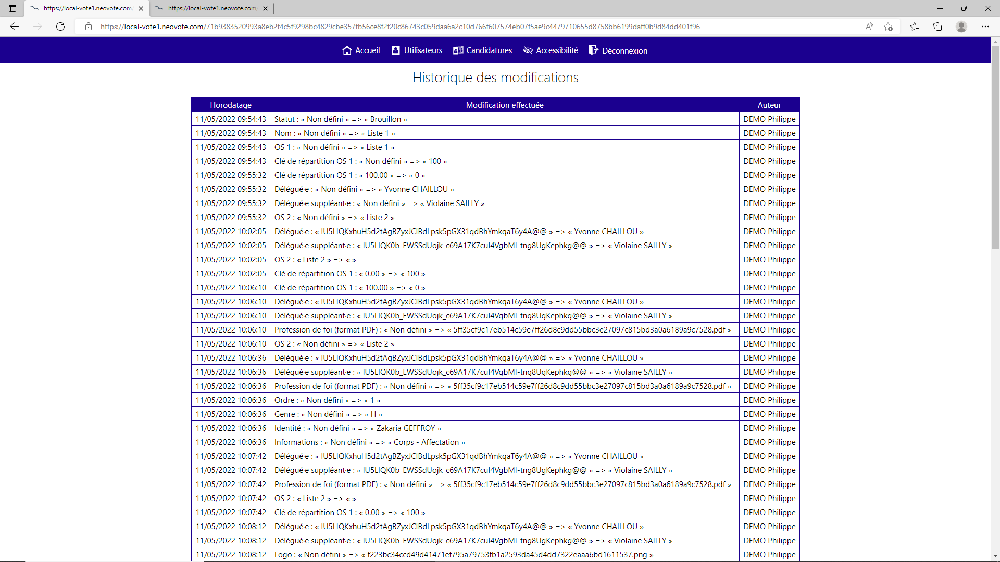 https://local-vote1.neovote.com/
https://local-vote1.neovote.com/
https://local-vote1.neovote.com/71b9383520993a8eb2f4c5f9298bc4829cbe357fb56ce8f2f20c86743c059daa6a2c10d766f607574eb07f5ae9c4479710655d8758bb6199daff0b9d84dd401f96
Accueil Utilisateurs Candidatures Accessibilité Déconnexion
Historique des modifications
Horodatage Modification effectuée Auteur
11/05/2022 09:54:43 Statut : « Non défini » => « Brouillon » DEMO Philippe
11/05/2022 09:54:43 Nom : « Non défini » => « Liste 1 » DEMO Philippe
11/05/2022 09:54:43 OS 1 : « Non défini » => « Liste 1 » DEMO Philippe
11/05/2022 09:54:43 Clé de répartition OS 1 : « Non défini » => « 100 » DEMO Philippe
11/05/2022 09:55:32 Clé de répartition OS 1 : « 100.00 » => « 0 » DEMO Philippe
11/05/2022 09:55:32 Délégué·e : « Non défini » => « Yvonne CHAILLOU » DEMO Philippe
11/05/2022 09:55:32 Délégué·e suppléant·e : « Non défini » => « Violaine SAILLY » DEMO Philippe
11/05/2022 09:55:32 OS 2 : « Non défini » => « Liste 2 » DEMO Philippe
11/05/2022 10:02:05 Délégué·e : « IU5LIQKxhuH5d2tAgBZyxJCIBdLpsk5pGX31qdBhYmkqaT6y4A@@ » => « Yvonne CHAILLOU » DEMO Philippe
11/05/2022 10:02:05 Délégué·e suppléant·e : « IU5LIQK0b_EWSSdUojk_c69A17K7cuI4VgbMI-tng8UgKephkg@@ » => « Violaine SAILLY » DEMO Philippe
11/05/2022 10:02:05 OS 2 : « Liste 2 » => « » DEMO Philippe
11/05/2022 10:02:05 Clé de répartition OS 1 : « 0.00 » => « 100 » DEMO Philippe
11/05/2022 10:06:10 Clé de répartition OS 1 : « 100.00 » => « 0 » DEMO Philippe
11/05/2022 10:06:10 Délégué·e : « IU5LIQKxhuH5d2tAgBZyxJCIBdLpsk5pGX31qdBhYmkqaT6y4A@@ » => « Yvonne CHAILLOU » DEMO Philippe
11/05/2022 10:06:10 Délégué·e suppléant·e : « IU5LIQK0b_EWSSdUojk_c69A17K7cuI4VgbMI-tng8UgKephkg@@ » => « Violaine SAILLY » DEMO Philippe
11/05/2022 10:06:10 Profession de foi (format PDF) : « Non défini » => « 5ff35cf9c17eb514c59e7ff26d8c9dd55bbc3e27097c815bd3a0a6189a9c7528.pdf » DEMO Philippe
11/05/2022 10:06:10 OS 2 : « Non défini » => « Liste 2 » DEMO Philippe
11/05/2022 10:06:36 Délégué·e : « IU5LIQKxhuH5d2tAgBZyxJCIBdLpsk5pGX31qdBhYmkqaT6y4A@@ » => « Yvonne CHAILLOU » DEMO Philippe
11/05/2022 10:06:36 Délégué·e suppléant·e : « IU5LIQK0b_EWSSdUojk_c69A17K7cuI4VgbMI-tng8UgKephkg@@ » => « Violaine SAILLY » DEMO Philippe
11/05/2022 10:06:36 Profession de foi (format PDF) : « Non défini » => « 5ff35cf9c17eb514c59e7ff26d8c9dd55bbc3e27097c815bd3a0a6189a9c7528.pdf » DEMO Philippe
11/05/2022 10:06:36 Ordre : « Non défini » => « 1 » DEMO Philippe
11/05/2022 10:06:36 Genre : « Non défini » => « H » DEMO Philippe
11/05/2022 10:06:36 Identité : « Non défini » => « Zakaria GEFFROY » DEMO Philippe
11/05/2022 10:06:36 Informations : « Non défini » => « Corps - Affectation » DEMO Philippe
11/05/2022 10:07:42 Délégué·e : « IU5LIQKxhuH5d2tAgBZyxJCIBdLpsk5pGX31qdBhYmkqaT6y4A@@ » => « Yvonne CHAILLOU » DEMO Philippe
11/05/2022 10:07:42 Délégué·e suppléant·e : « IU5LIQK0b_EWSSdUojk_c69A17K7cuI4VgbMI-tng8UgKephkg@@ » => « Violaine SAILLY » DEMO Philippe
11/05/2022 10:07:42 Profession de foi (format PDF) : « Non défini » => « 5ff35cf9c17eb514c59e7ff26d8c9dd55bbc3e27097c815bd3a0a6189a9c7528.pdf » DEMO Philippe
11/05/2022 10:07:42 OS 2 : « Liste 2 » => « » DEMO Philippe
11/05/2022 10:07:42 Clé de répartition OS 1 : « 0.00 » => « 100 » DEMO Philippe
11/05/2022 10:08:12 Délégué·e : « IU5LIQKxhuH5d2tAgBZyxJCIBdLpsk5pGX31qdBhYmkqaT6y4A@@ » => « Yvonne CHAILLOU » DEMO Philippe
11/05/2022 10:08:12 Délégué·e suppléant·e : « IU5LIQK0b_EWSSdUojk_c69A17K7cuI4VgbMI-tng8UgKephkg@@ » => « Violaine SAILLY » DEMO Philippe
11/05/2022 10:08:12 Logo : « Non défini » => « f223bc34ccd49d41471ef795a79753fb1a2593da45d4dd7322eaaa6bd1611537.png » DEMO Philippe